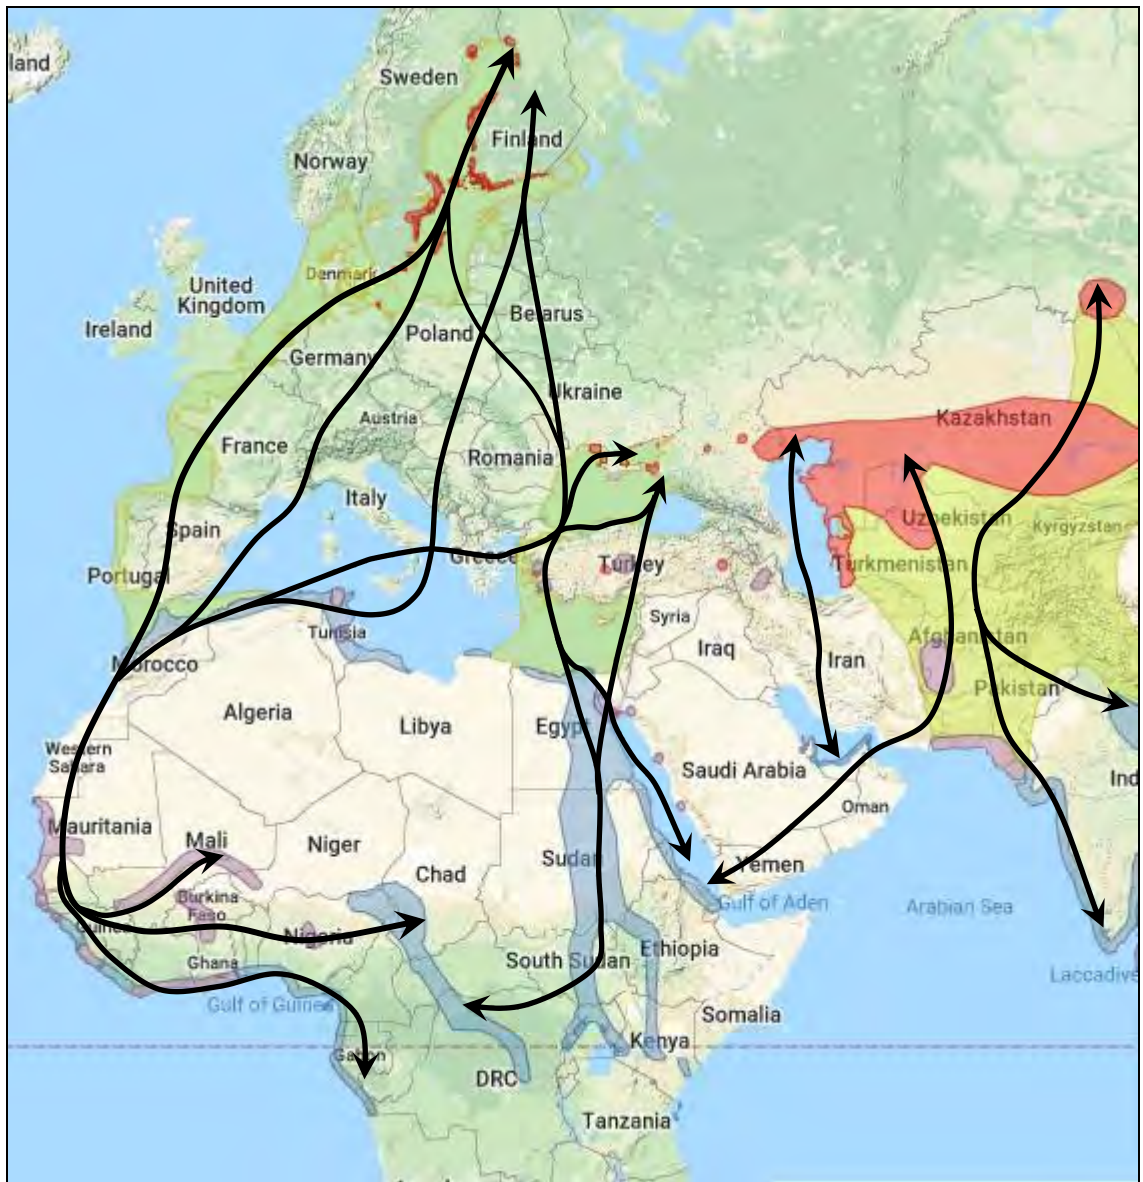 land
Sweden
Finland
Norway
Denmark
United
Kingdom
Ireland
Belarus
Poland
Germany
Ukraine
Austria
Kazakhstan
France
Romania
Italy
Spain
Uzbekistan
Kyrgyzstan
Portugal
Greece
Turkey
Turkmenistan
Syria
Tunisia
Afghanistan
Morocco
Iraq
Iran
Pakistan
Algeria
Libya
Egypt
Western
Sahara
Saudi Arabia
Ind
Oman
Mauritania
Mali
Niger
Chad
Sudan
Yemen
Burkina
Faso
Gulf of Aden
Arabian Sea
Guinea
Nigeria
Ethiopia
Ghana
South Sudan
Laccadive
Gulf of Guinea
Somalia
Kenya
Gabon
DRC
Tanzania